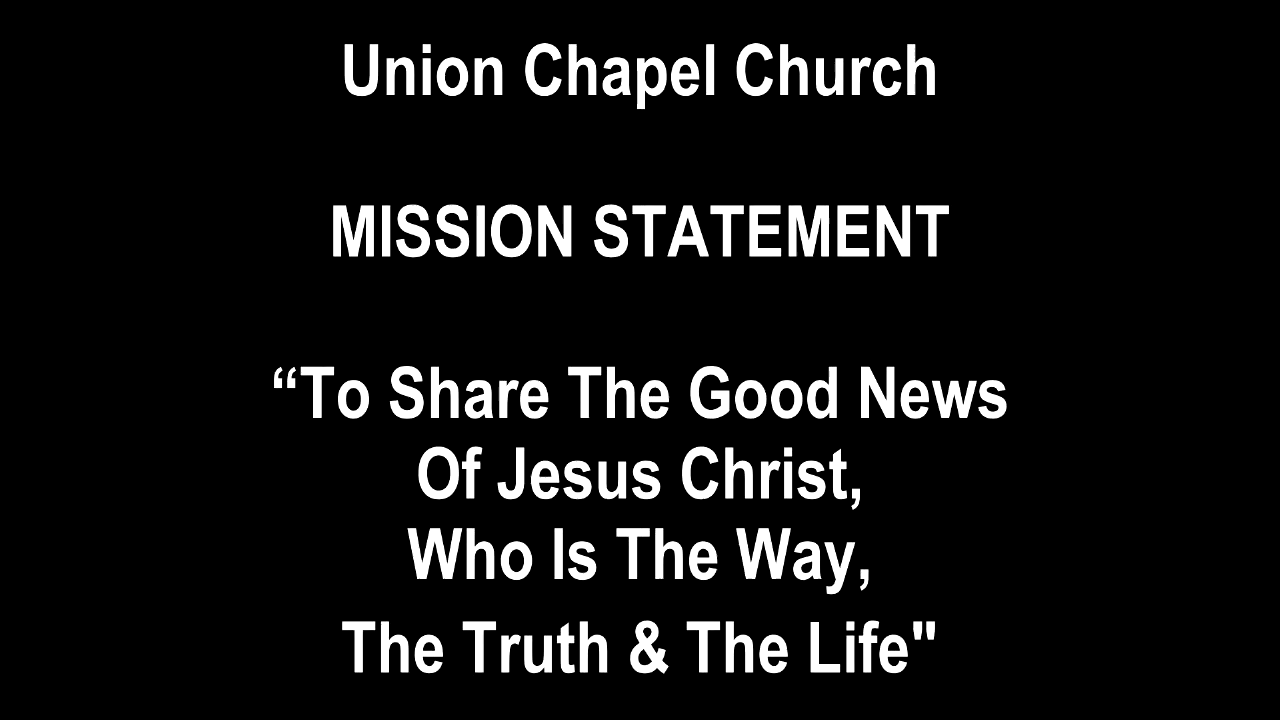 Union Chapel Church
MISSION STATEMENT
“To Share The Good News
Of Jesus Christ,
Who Is The Way,
The Truth & The Life"